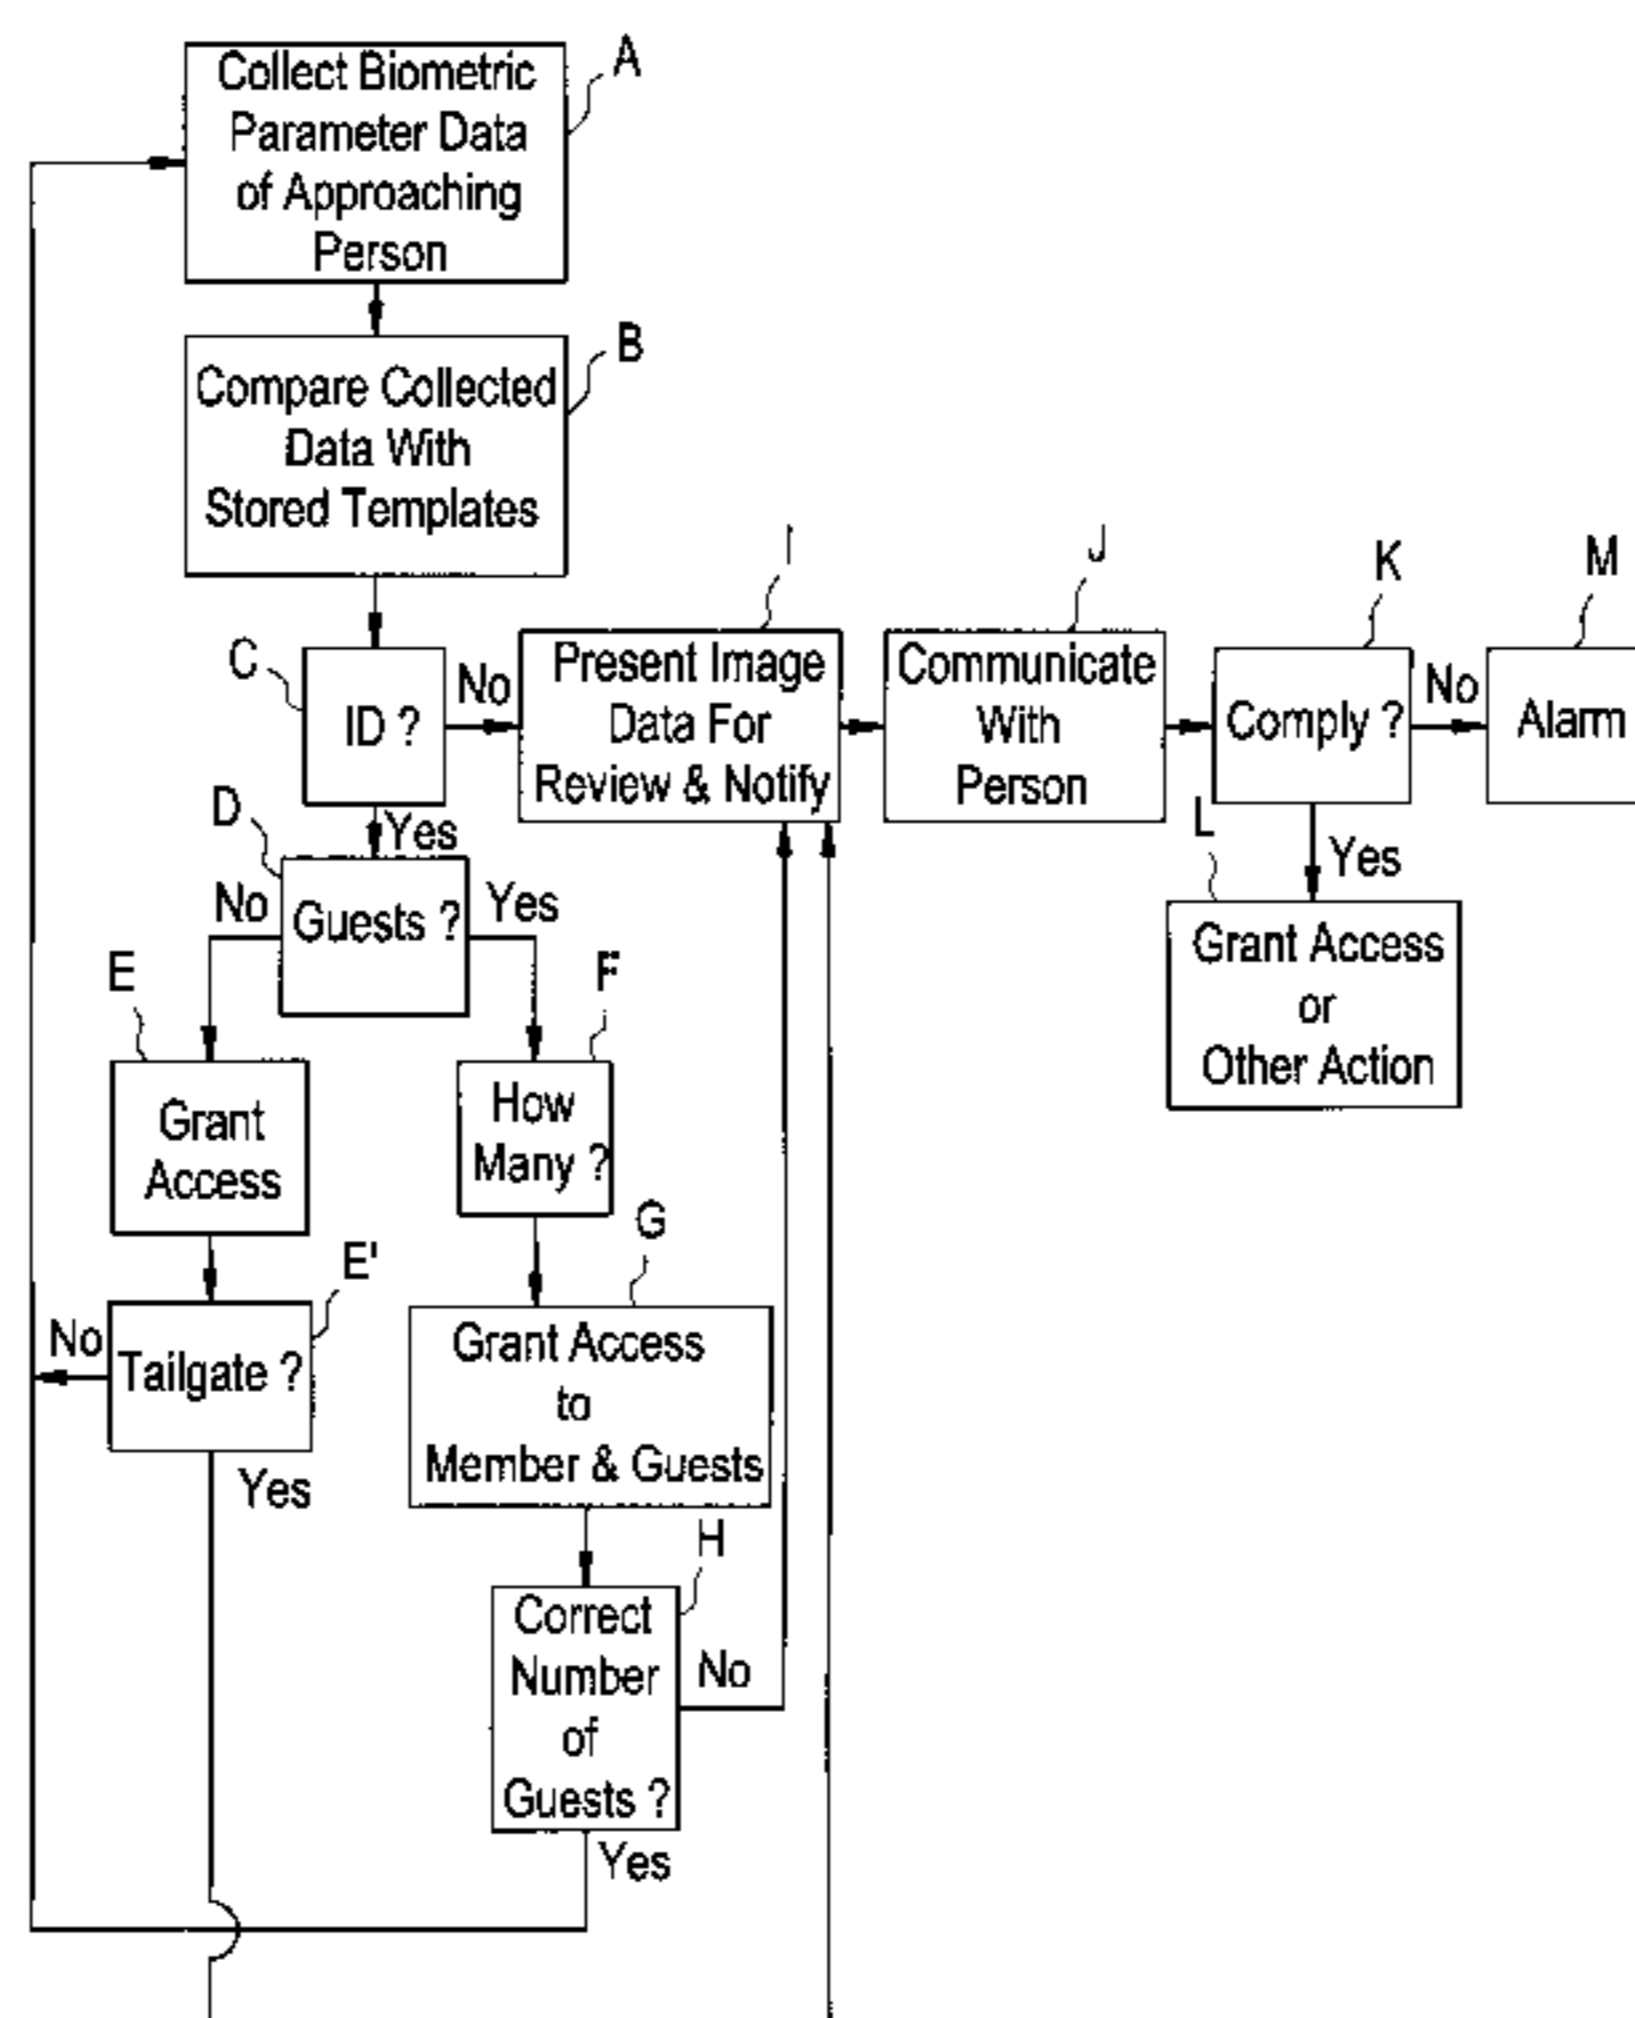 A
Collect Biometric
Parameter Data
of Approaching
Person
B
Compare Collected
Data With
Stored Templates
C
ID ?
No
Yes
I
Present Image
Data For
Review & Notify
J
Communicate
With
Person
K
Comply ?
No
Yes
M
Alarm
L
Grant Access
or
Other Action
D
No
Guests ?
Yes
E
Grant
Access
F
How
Many ?
E'
No
Tailgate ?
Yes
G
Grant Access
to
Member & Guests
H
Correct
Number
of
Guests ?
No
Yes